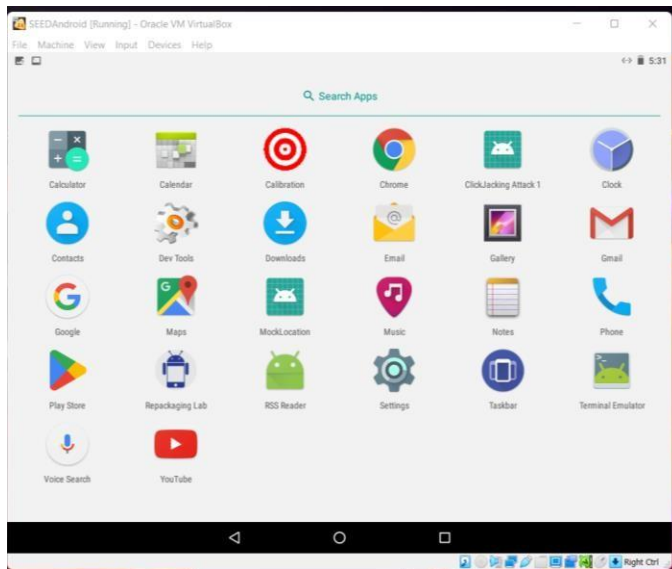 SEEDAndroid [Running] - Oracle VM VirtualBox
File Machine View Input Devices Help
5:31
Search Apps
Calculator Calendar Calibration Chrome ClickJacking Attack 1 Clock
Contacts Dev Tools Downloads Email Gallery Gmail
Google Maps MockLocation Music Notes Phone
Play Store Repackaging Lab RSS Reader Settings Taskbar Terminal Emulator
Voice Search YouTube
Right Ctrl